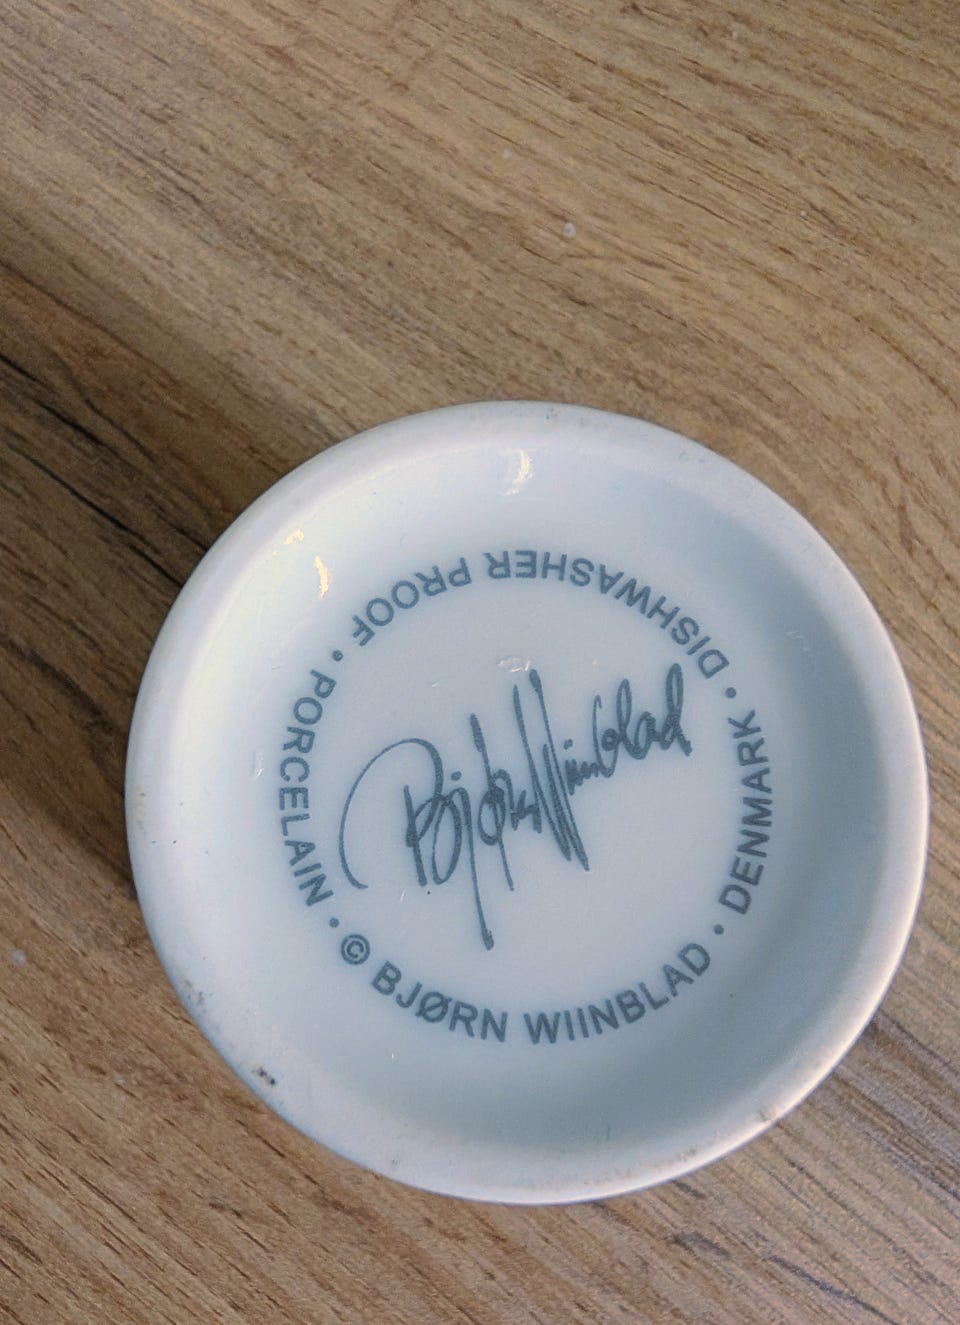 © BJØRN WIINBLAD • DENMARK • DISHWASHER PROOF • PORCELAIN •
Bjørn Wiinblad